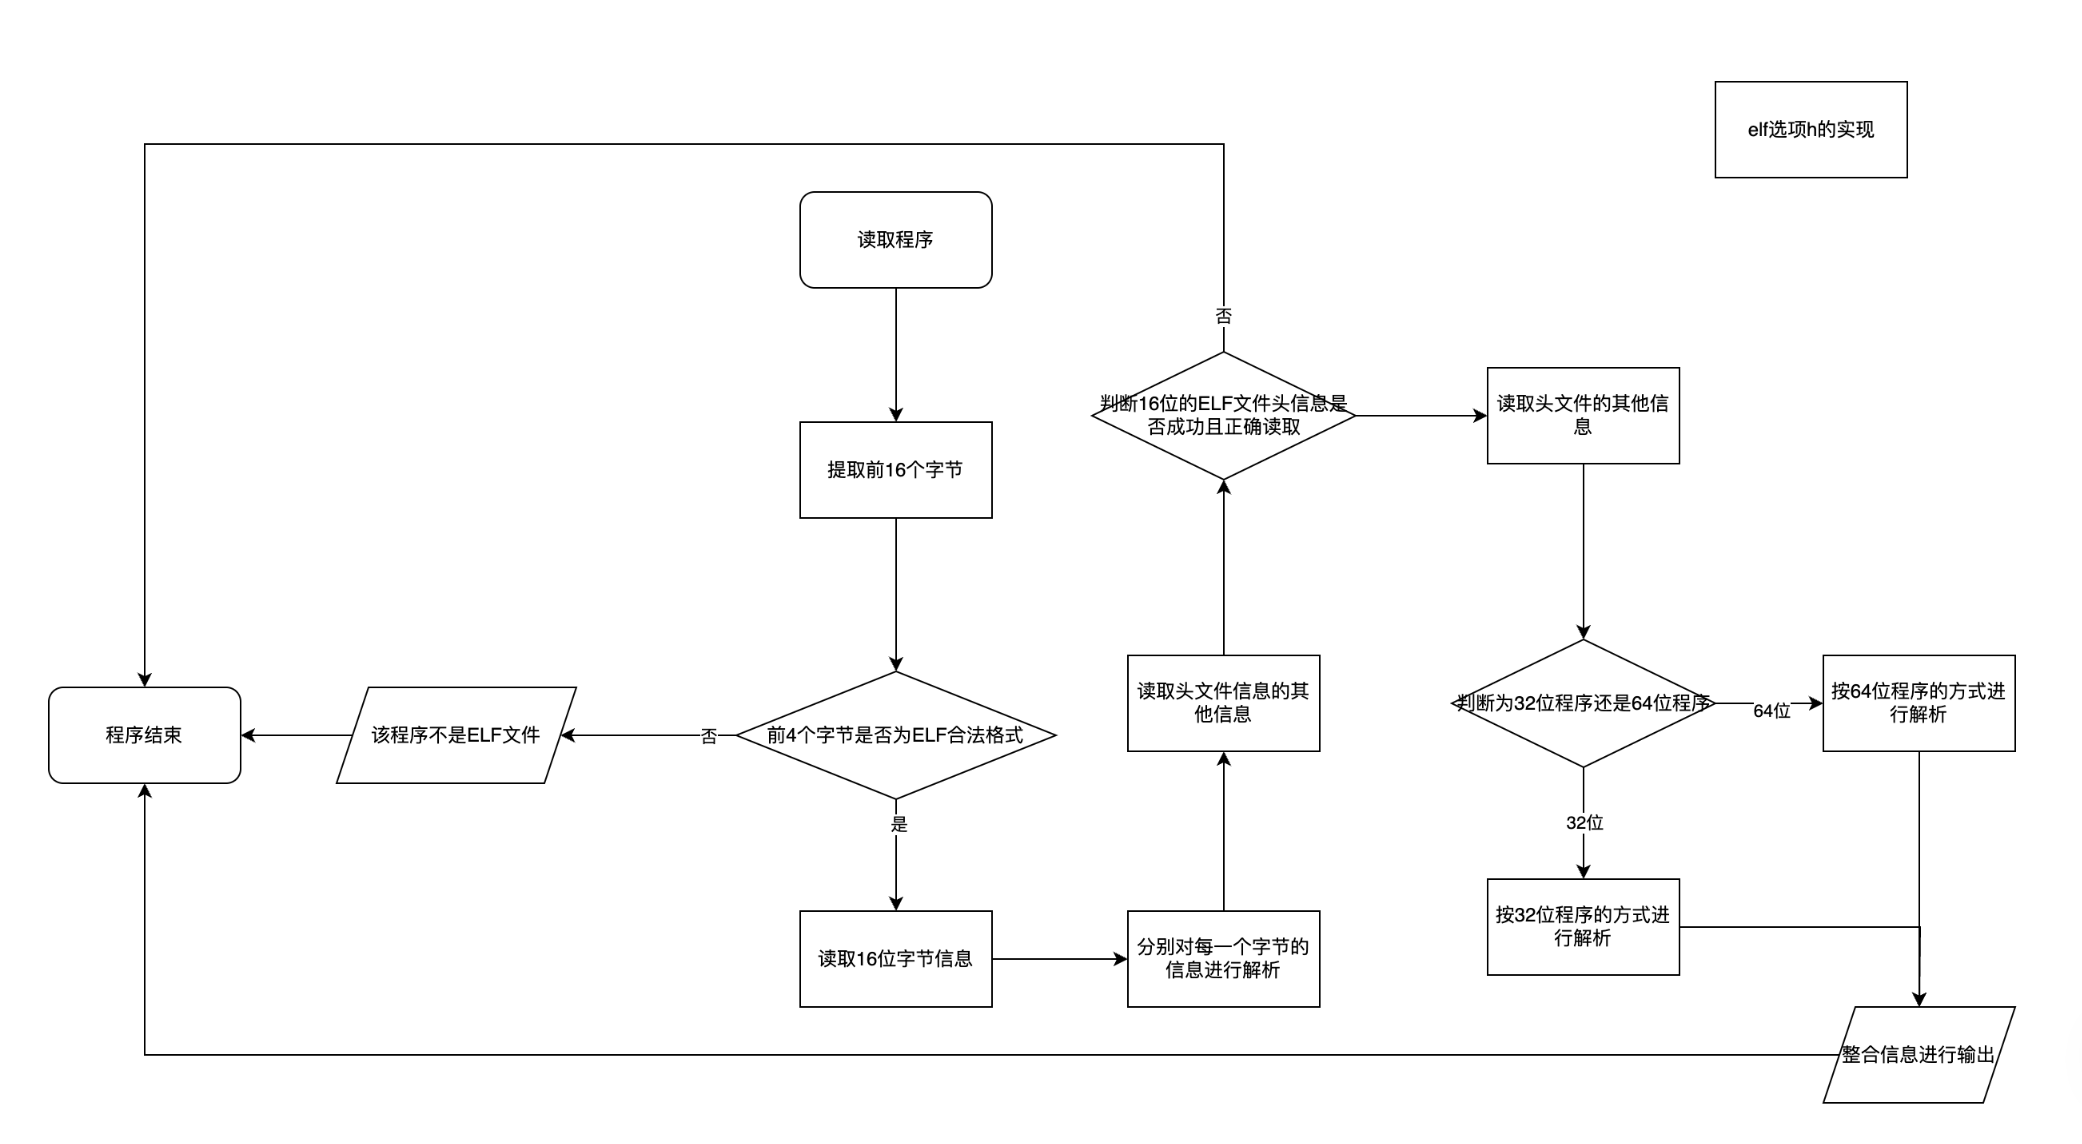 elf选项h的实现
读取程序
否
判断16位的ELF文件头信息是
否成功且正确读取
读取头文件的其他信
息
提取前16个字节
程序结束
该程序不是ELF文件
否
前4个字节是否为ELF合法格式
是
读取头文件信息的其
他信息
判断为32位程序还是64位程序
64位
按64位程序的方式进
行解析
32位
按32位程序的方式进
行解析
读取16位字节信息
分别对每一个字节的
信息进行解析
整合信息进行输出